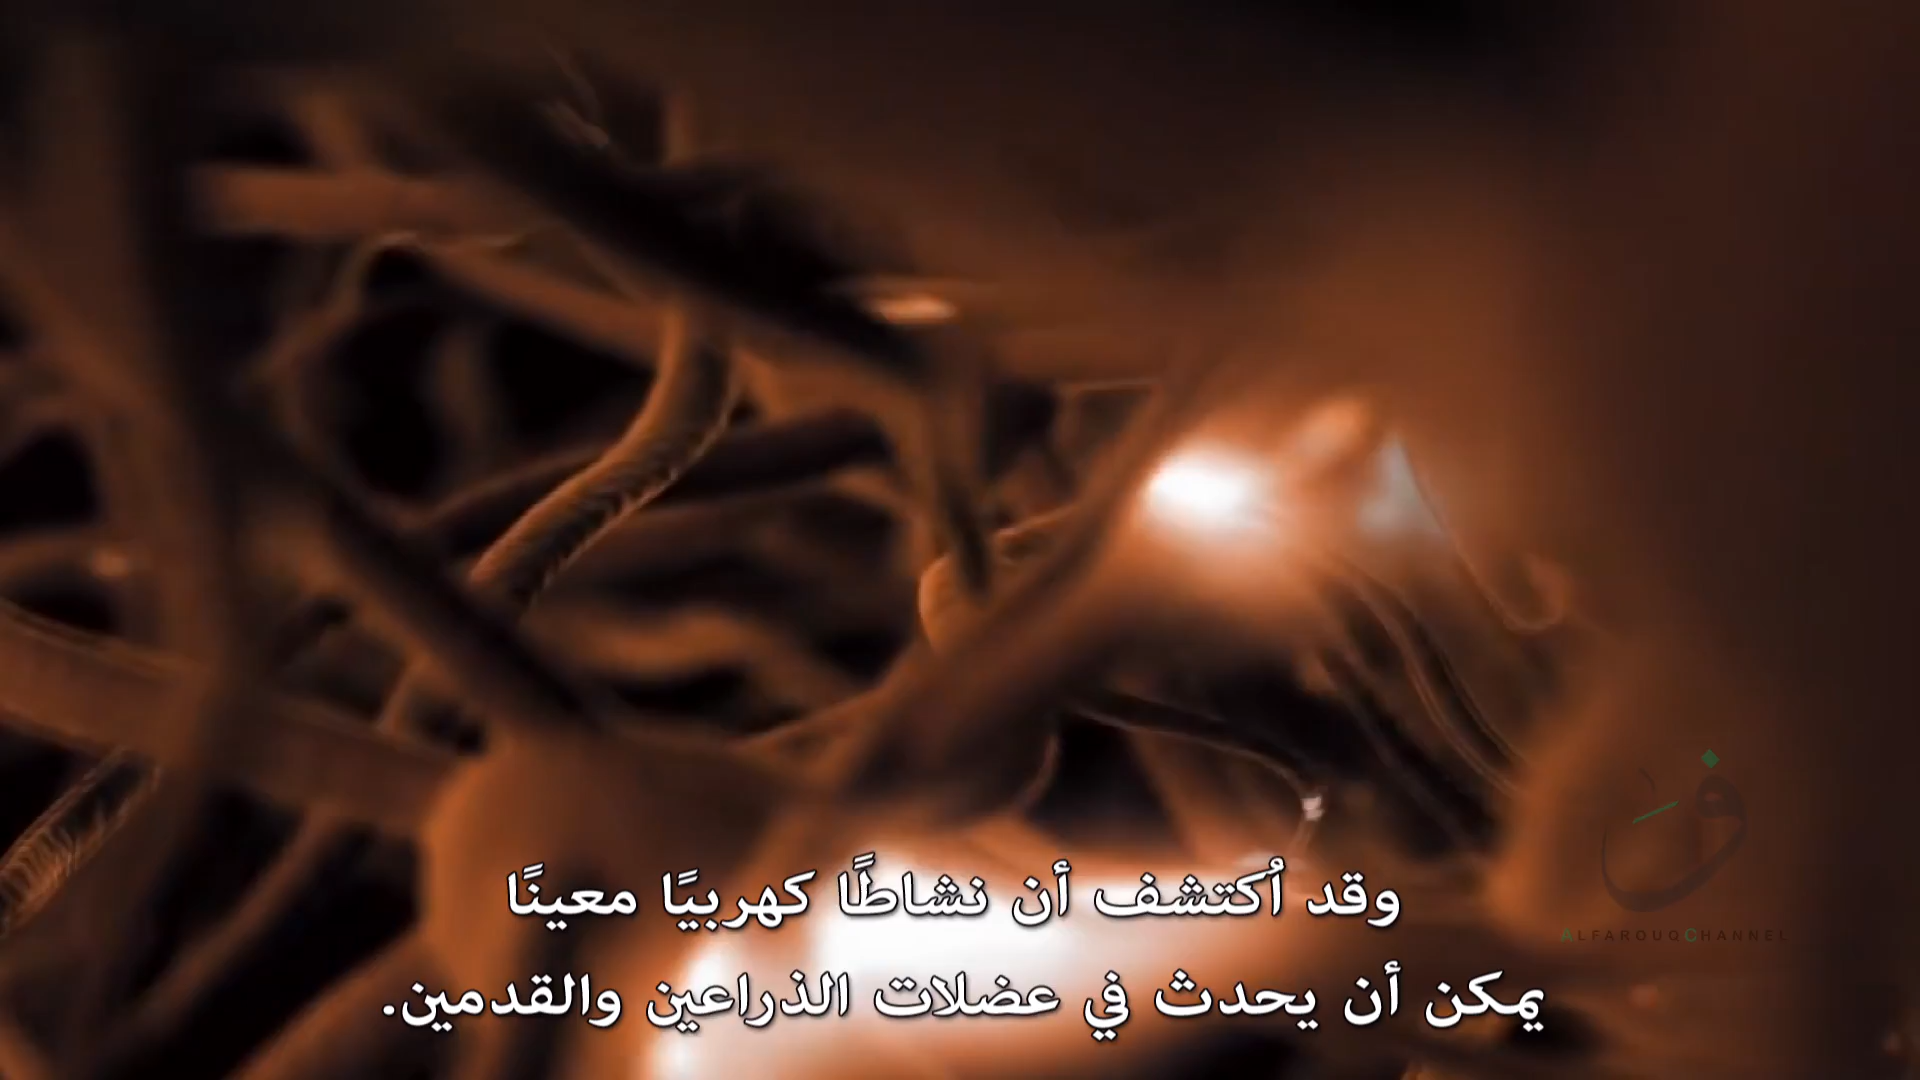 وقد اُكتشف أن نشاطًا كهربيًا معينًا
يمكن أن يحدث في عضلات الذراعين والقدمين.
ALFAROUQCHANNEL